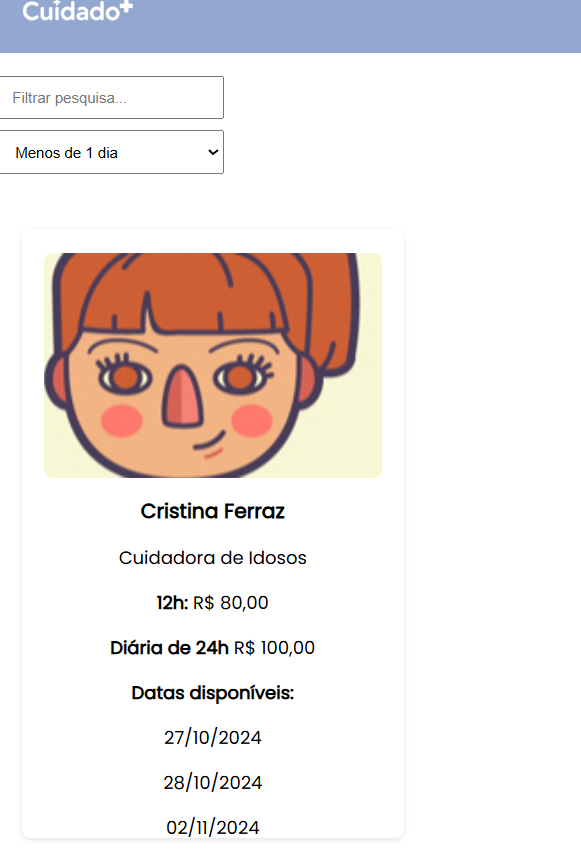 Cuidado+
Filtrar pesquisa...
Menos de 1 dia
Cristina Ferraz
Cuidadora de Idosos
12h: R$ 80,00
Diária de 24h R$ 100,00
Datas disponíveis:
27/10/2024
28/10/2024
02/11/2024